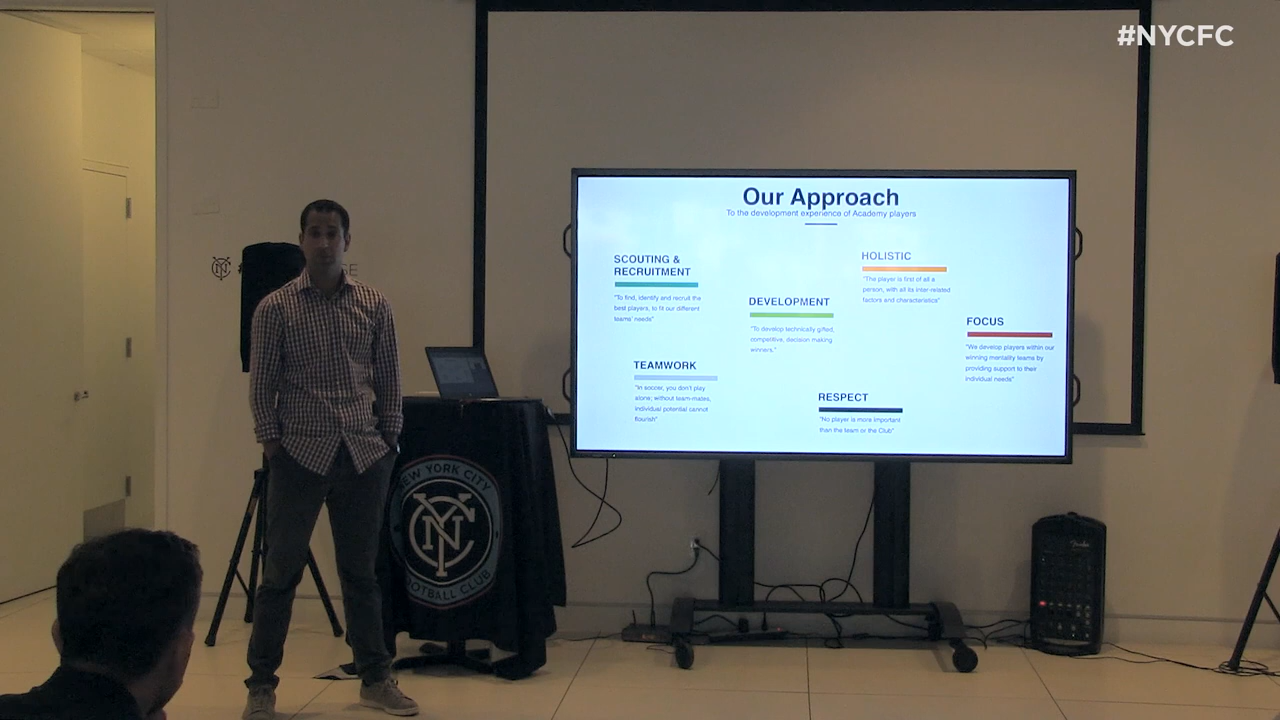 #NYCFC
Our Approach
To the development experience of Academy players
SCOUTING &
RECRUITMENT
"To find, identify and recruit the
best players, to fit our different
teams' needs"
HOLISTIC
"The player is first of all a
person, with all its inter-related
factors and characteristics"
DEVELOPMENT
"To develop technically gifted,
competitive, decision making
winners."
FOCUS
"We develop players within our
winning mentality teams by
providing support to their
individual needs"
TEAMWORK
"In soccer, you don't play
alone; without team-mates,
individual potential cannot
flourish"
RESPECT
"No player is more important
than the team or the Club"
NEW YORK CITY
NYC
FOOTBALL CLUB
Fender